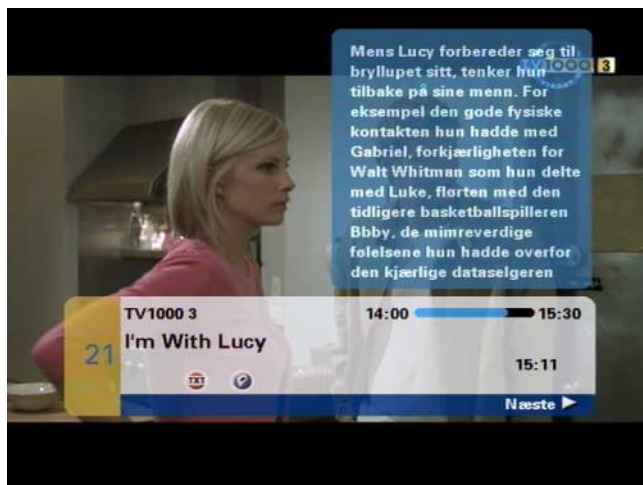 Mens Lucy forbereder seg til
bryllupet sitt, tenker hun
tilbake på sine menn. For
eksempel den gode fysiske
kontakten hun hadde med
Gabriel, forkjærligheten for
Walt Whitman som hun delte
med Luke, flørten med den
tidligere basketballspilleren
Bbby, de mimreverdige
følelsene hun hadde overfor
den kjærlige dataselgeren
TV1000 3
TV1000 3
14:00 15:30
21
I'm With Lucy
15:11
TXT
Næste